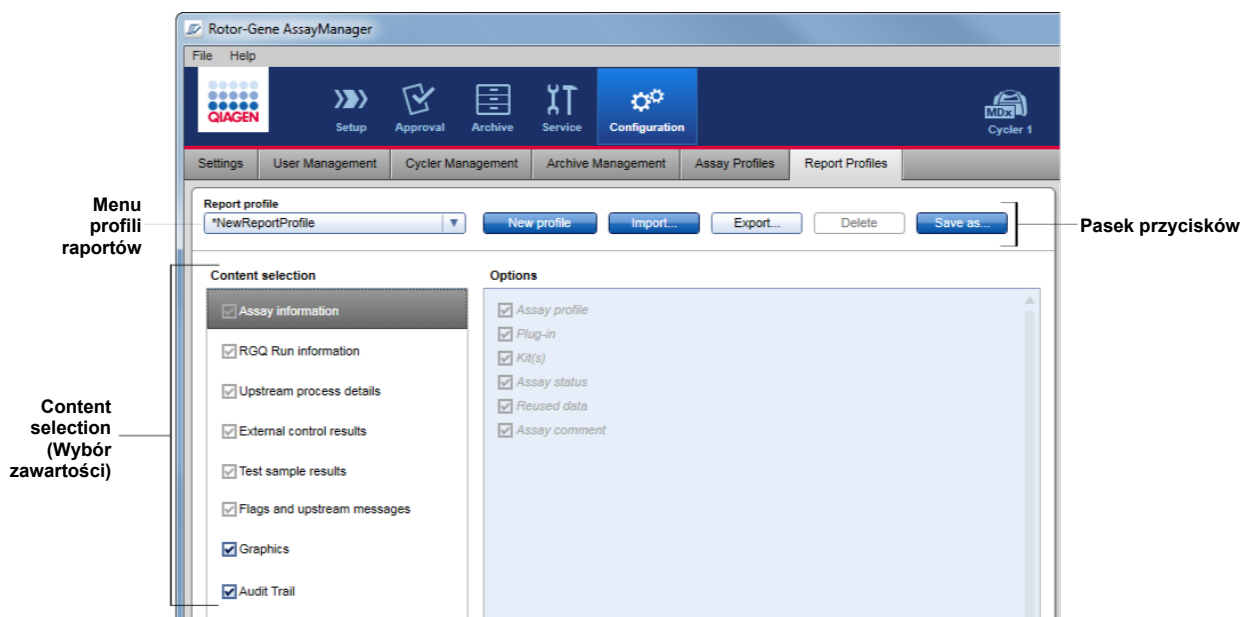 Rotor-Gene AssayManager
File Help
QIAGEN
Setup Approval Archive Service Configuration
MDx
Cycler 1
Settings User Management Cycler Management Archive Management Assay Profiles Report Profiles
Menu
profili
raportów
Report profile
*NewReportProfile New profile Import... Export... Delete Save as...
Pasek przycisków
Content selection Options
Assay information
RGQ Run information
Upstream process details
External control results
Test sample results
Flags and upstream messages
Graphics
Audit Trail
Assay profile
Plug-in
Kit(s)
Assay status
Reused data
Assay comment
Content
selection
(Wybór
zawartości)